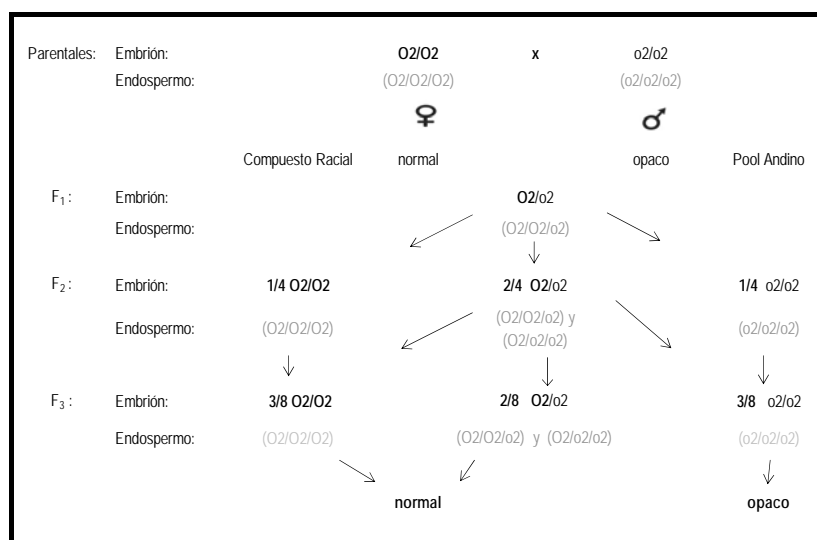 Parentales: Embrión: O2/O2 x o2/o2
Endospermo: (O2/O2/O2) (o2/o2/o2)
♀ ♂
Compuesto Racial normal opaco Pool Andino
F1 : Embrión: O2/o2
Endospermo: (O2/O2/o2)
F2 : Embrión: 1/4 O2/O2 2/4 O2/o2 1/4 o2/o2
Endospermo: (O2/O2/O2) (O2/O2/o2) y (O2/o2/o2) (o2/o2/o2)
F3 : Embrión: 3/8 O2/O2 2/8 O2/o2 3/8 o2/o2
Endospermo: (O2/O2/O2) (O2/O2/o2) y (O2/o2/o2) (o2/o2/o2)
normal opaco